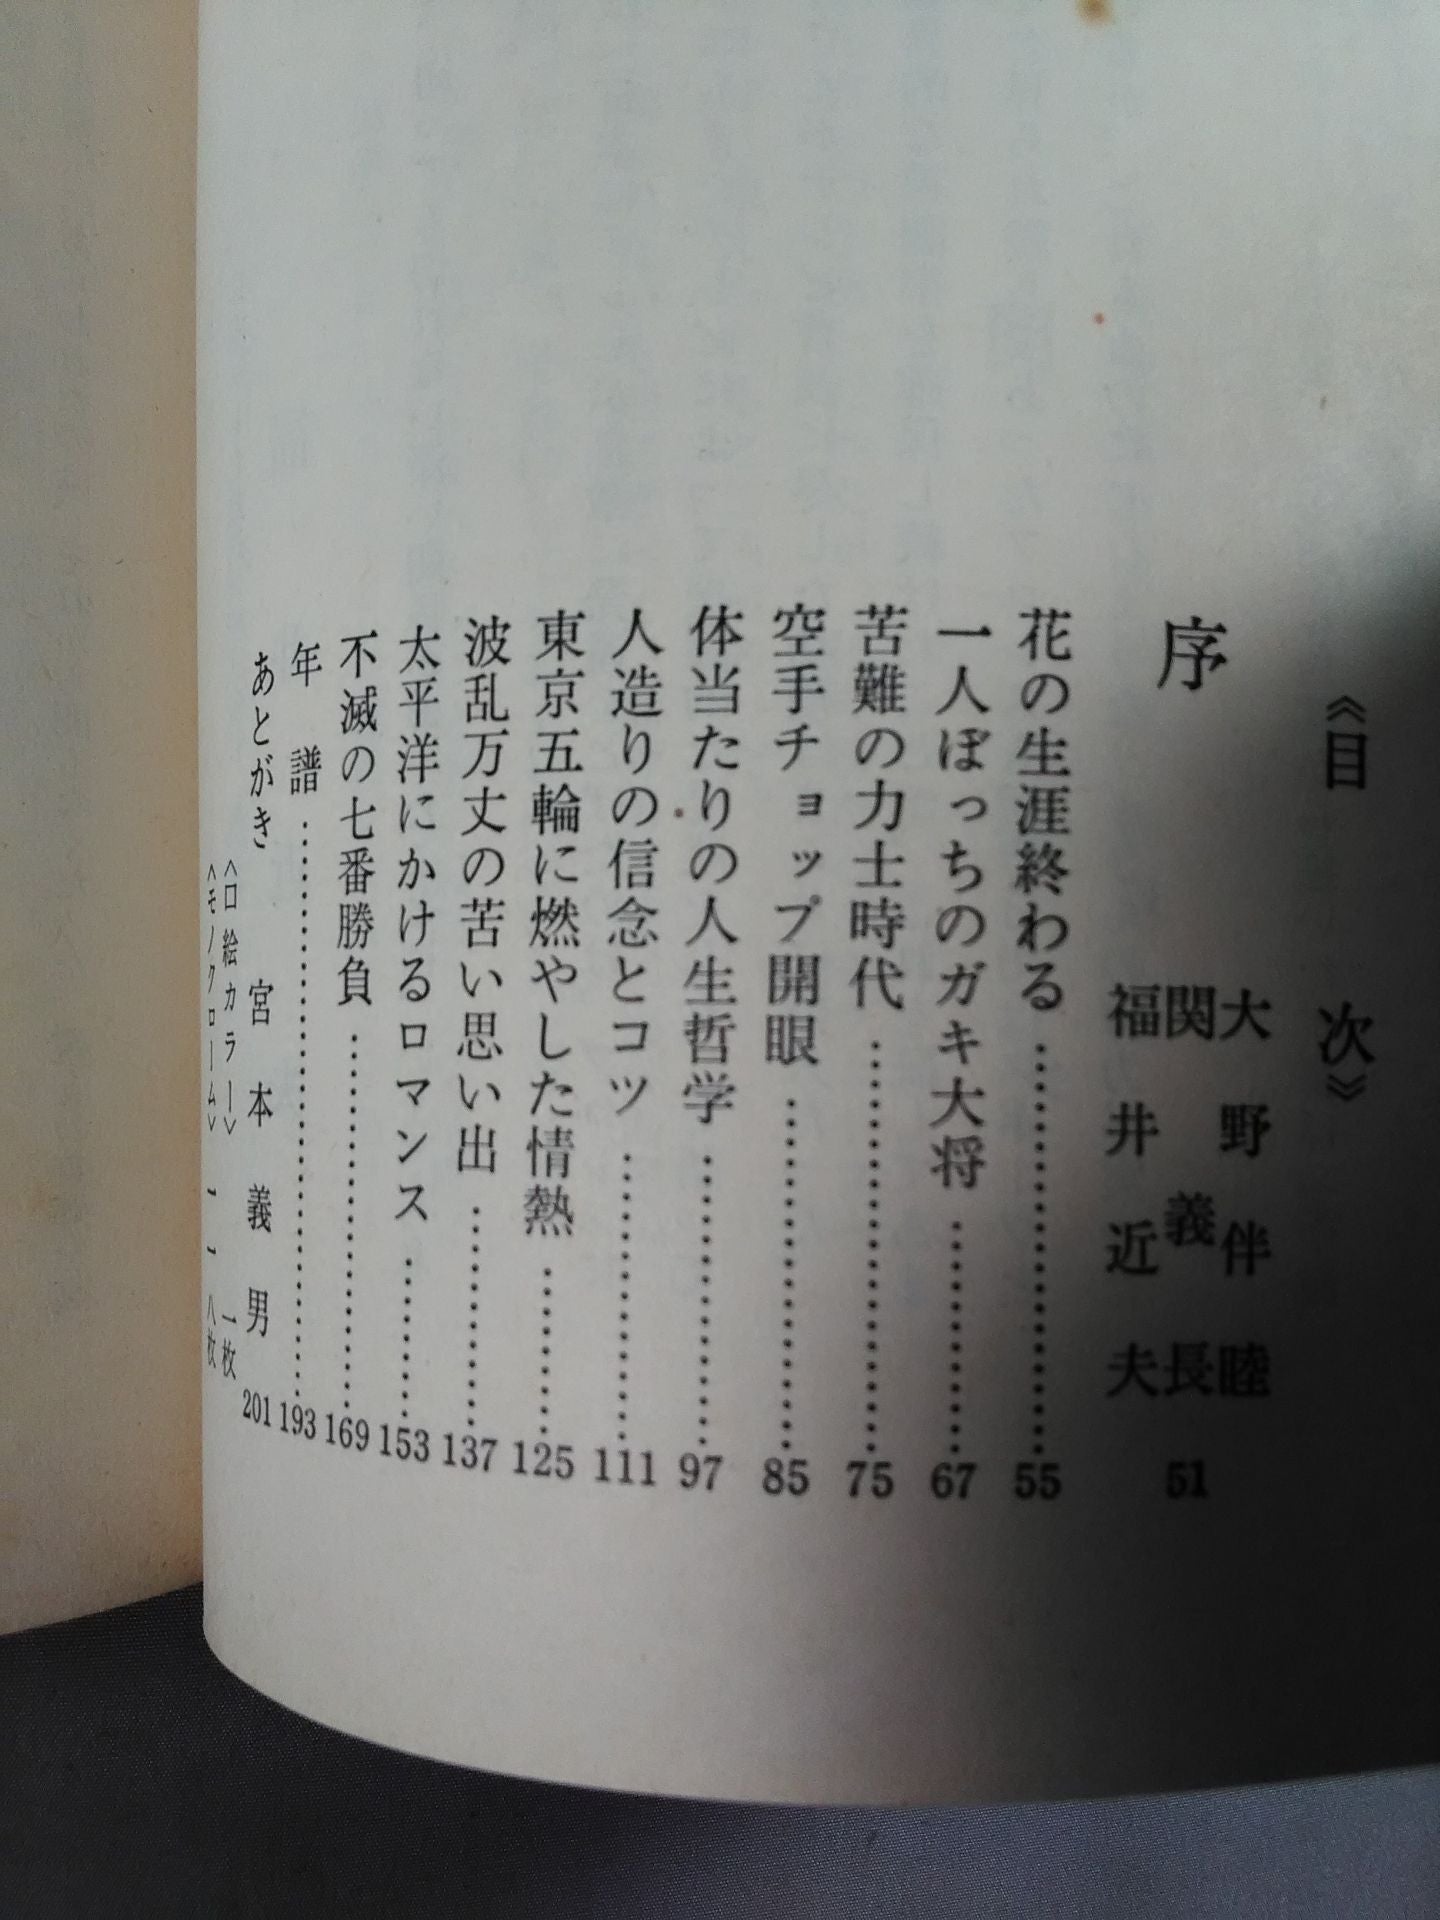 《目次》
序
大野伴睦
関義長
福井近夫
51
花の生涯終わる…………………55
一人ぼっちのガキ大将…………67
苦難の力士時代…………………75
空手チョップ開眼………………85
体当たりの人生哲学……………97
人造りの信念とコツ……………111
東京五輪に燃やした情熱………125
波乱万丈の苦い思い出…………137
太平洋にかけるロマンス………153
不滅の七番勝負…………………169
年譜………………………………193
あとがき 宮本義男 201
〈口絵カラー〉 一枚
〈モノクローム〉 八枚